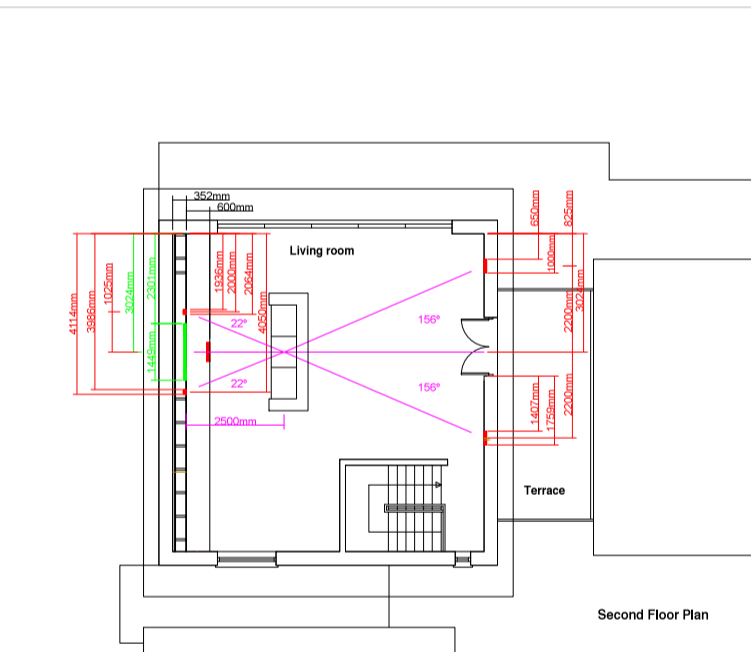 352mm
600mm
Living room
650mm
825mm
1000mm
3024mm
2200mm
2200mm
1407mm
1759mm
4114mm
3986mm
1025mm
3024mm
2301mm
1449mm
1936mm
2000mm
2064mm
4050mm
22°
22°
156°
156°
2500mm
Terrace
Second Floor Plan